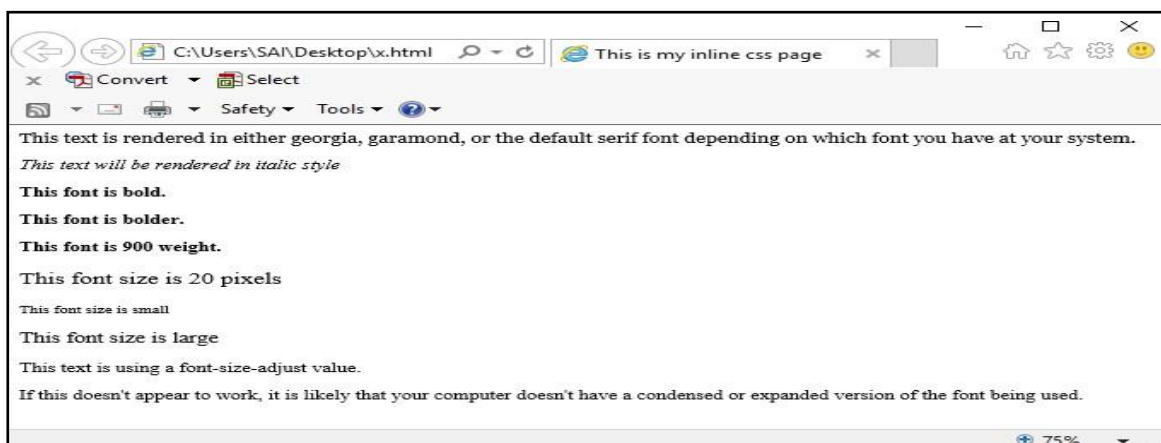 C:\Users\SAI\Desktop\x.html This is my inline css page
Convert Select
Safety Tools
This text is rendered in either georgia, garamond, or the default serif font depending on which font you have at your system.
This text will be rendered in italic style
This font is bold.
This font is bolder.
This font is 900 weight.
This font size is 20 pixels
This font size is small
This font size is large
This text is using a font-size-adjust value.
If this doesn't appear to work, it is likely that your computer doesn't have a condensed or expanded version of the font being used.
75%